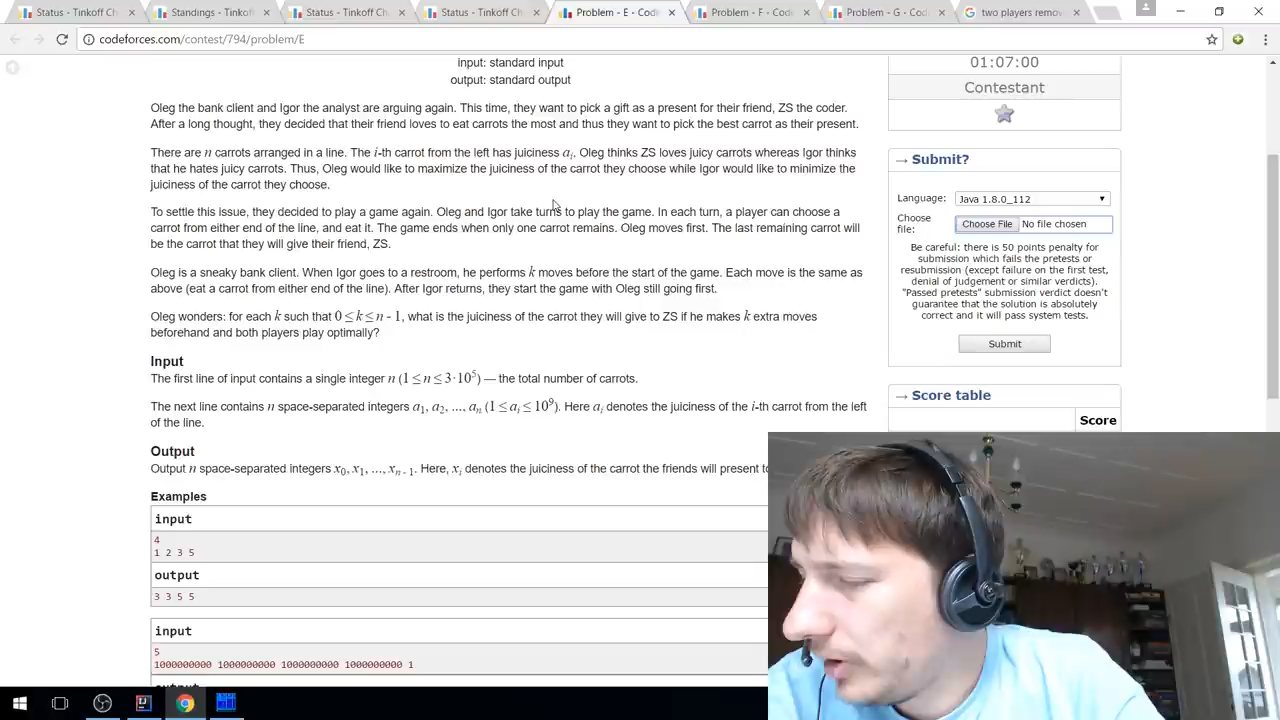 Status - Tinkoff Ch
Standings - Tinkoff
Status - Tinkoff Ch
Status - Tinkoff Ch
Problem - E - Code
Problem - F - Code
Problem - G - Code
two players remov
codeforces.com/contest/794/problem/E
input: standard input
output: standard output
Oleg the bank client and Igor the analyst are arguing again. This time, they want to pick a gift as a present for their friend, ZS the coder.
After a long thought, they decided that their friend loves to eat carrots the most and thus they want to pick the best carrot as their present.
There are n carrots arranged in a line. The i-th carrot from the left has juiciness aᵢ. Oleg thinks ZS loves juicy carrots whereas Igor thinks
that he hates juicy carrots. Thus, Oleg would like to maximize the juiciness of the carrot they choose while Igor would like to minimize the
juiciness of the carrot they choose.
To settle this issue, they decided to play a game again. Oleg and Igor take turns to play the game. In each turn, a player can choose a
carrot from either end of the line, and eat it. The game ends when only one carrot remains. Oleg moves first. The last remaining carrot will
be the carrot that they will give their friend, ZS.
Oleg is a sneaky bank client. When Igor goes to a restroom, he performs k moves before the start of the game. Each move is the same as
above (eat a carrot from either end of the line). After Igor returns, they start the game with Oleg still going first.
Oleg wonders: for each k such that 0 ≤ k ≤ n - 1, what is the juiciness of the carrot they will give to ZS if he makes k extra moves
beforehand and both players play optimally?
Input
The first line of input contains a single integer n (1 ≤ n ≤ 3·10⁵) — the total number of carrots.
The next line contains n space-separated integers a₁, a₂, ..., aₙ (1 ≤ aᵢ ≤ 10⁹). Here aᵢ denotes the juiciness of the i-th carrot from the left
of the line.
Output
Output n space-separated integers x₀, x₁, ..., xₙ₋₁. Here, xᵢ denotes the juiciness of the carrot the friends will present to
Examples
input
4
1 2 3 5
output
3 3 5 5
input
5
1000000000 1000000000 1000000000 1000000000 1
01:07:00
Contestant
→ Submit?
Language: Java 1.8.0_112
Choose
file: Choose File No file chosen
Be careful: there is 50 points penalty for
submission which fails the pretests or
resubmission (except failure on the first test,
denial of judgement or similar verdicts).
"Passed pretests" submission verdict doesn't
guarantee that the solution is absolutely
correct and it will pass system tests.
Submit
→ Score table
Score